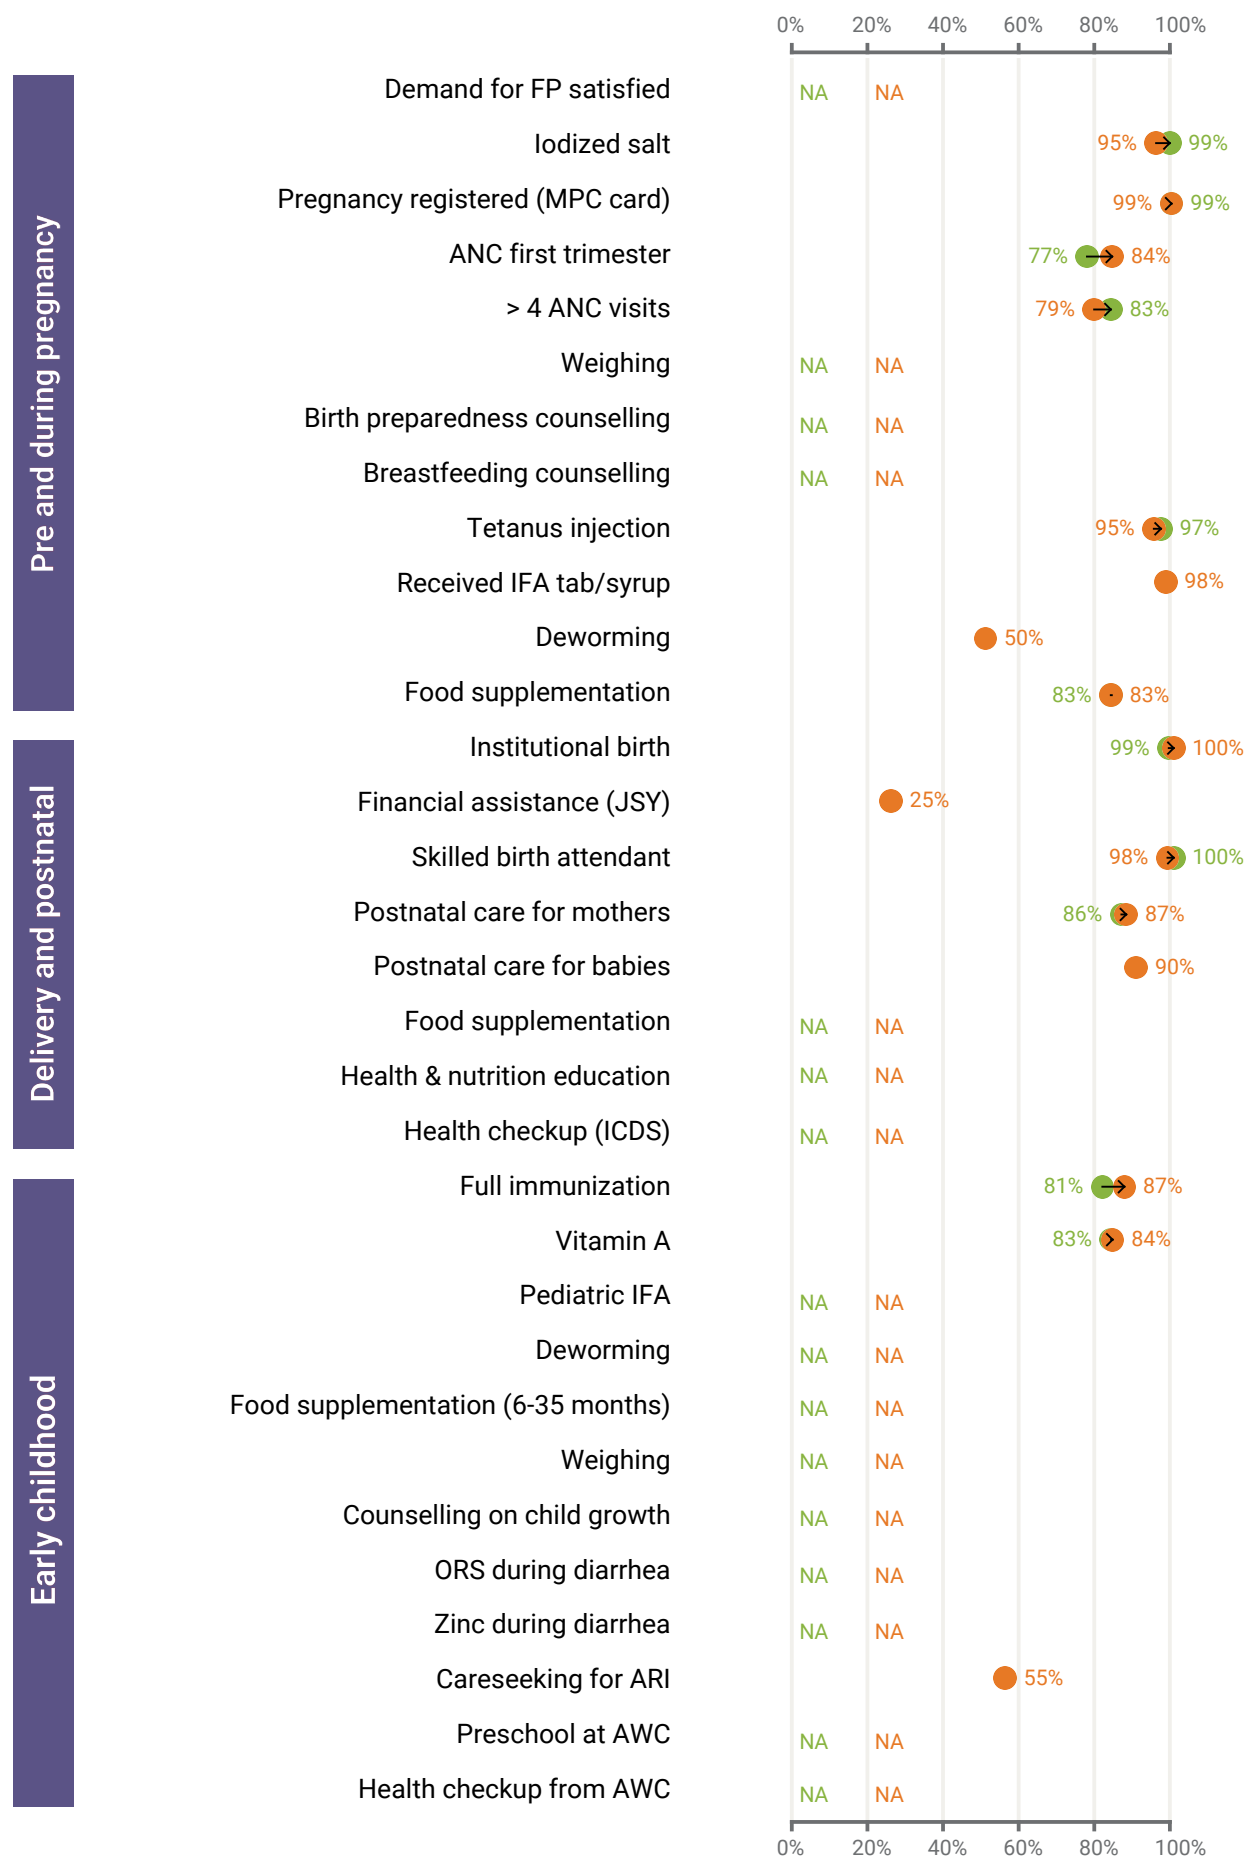 0% 20% 40% 60% 80% 100%
Pre and during pregnancy
Demand for FP satisfied NA NA
Iodized salt 95% 99%
Pregnancy registered (MPC card) 99% 99%
ANC first trimester 77% 84%
> 4 ANC visits 79% 83%
Weighing NA NA
Birth preparedness counselling NA NA
Breastfeeding counselling NA NA
Tetanus injection 95% 97%
Received IFA tab/syrup 98%
Deworming 50%
Food supplementation 83% 83%
Delivery and postnatal
Institutional birth 99% 100%
Financial assistance (JSY) 25%
Skilled birth attendant 98% 100%
Postnatal care for mothers 86% 87%
Postnatal care for babies 90%
Food supplementation NA NA
Health & nutrition education NA NA
Health checkup (ICDS) NA NA
Early childhood
Full immunization 81% 87%
Vitamin A 83% 84%
Pediatric IFA NA NA
Deworming NA NA
Food supplementation (6-35 months) NA NA
Weighing NA NA
Counselling on child growth NA NA
ORS during diarrhea NA NA
Zinc during diarrhea NA NA
Careseeking for ARI 55%
Preschool at AWC NA NA
Health checkup from AWC NA NA
0% 20% 40% 60% 80% 100%